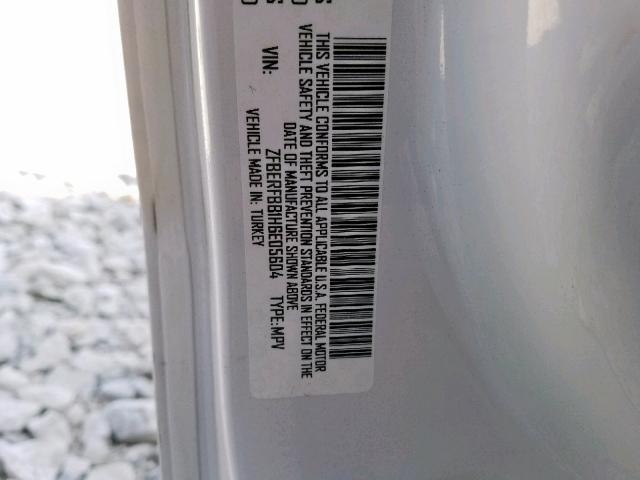 THIS VEHICLE CONFORMS TO ALL APPLICABLE U.S.A. FEDERAL MOTOR
VEHICLE SAFETY AND THEFT PREVENTION STANDARDS IN EFFECT ON THE
DATE OF MANUFACTURE SHOWN ABOVE
VIN: ZFBERFBB1H6E05604 TYPE: MPV
VEHICLE MADE IN: TURKEY